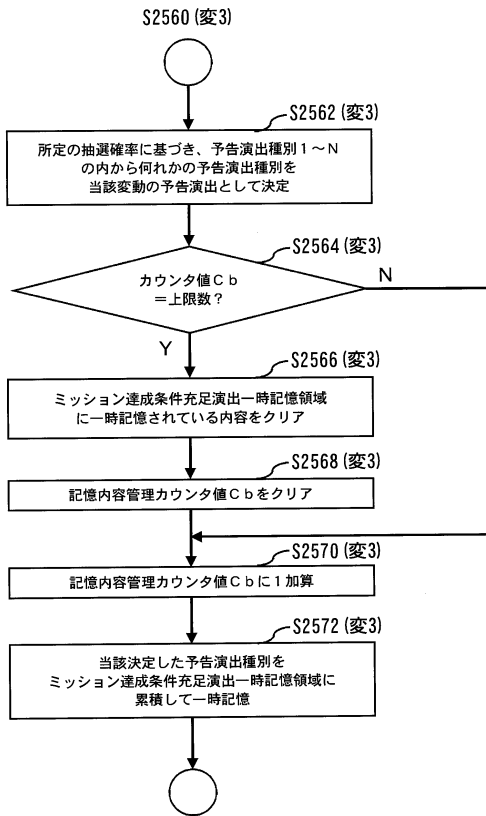 S2560 (変3)
S2562 (変3)
所定の抽選確率に基づき、予告演出種別1～N
の内から何れかの予告演出種別を
当該変動の予告演出として決定
S2564 (変3)
カウンタ値Cb
＝上限数？
N
Y
S2566 (変3)
ミッション達成条件充足演出一時記憶領域
に一時記憶されている内容をクリア
S2568 (変3)
記憶内容管理カウンタ値Cbをクリア
S2570 (変3)
記憶内容管理カウンタ値Cbに1加算
S2572 (変3)
当該決定した予告演出種別を
ミッション達成条件充足演出一時記憶領域に
累積して一時記憶